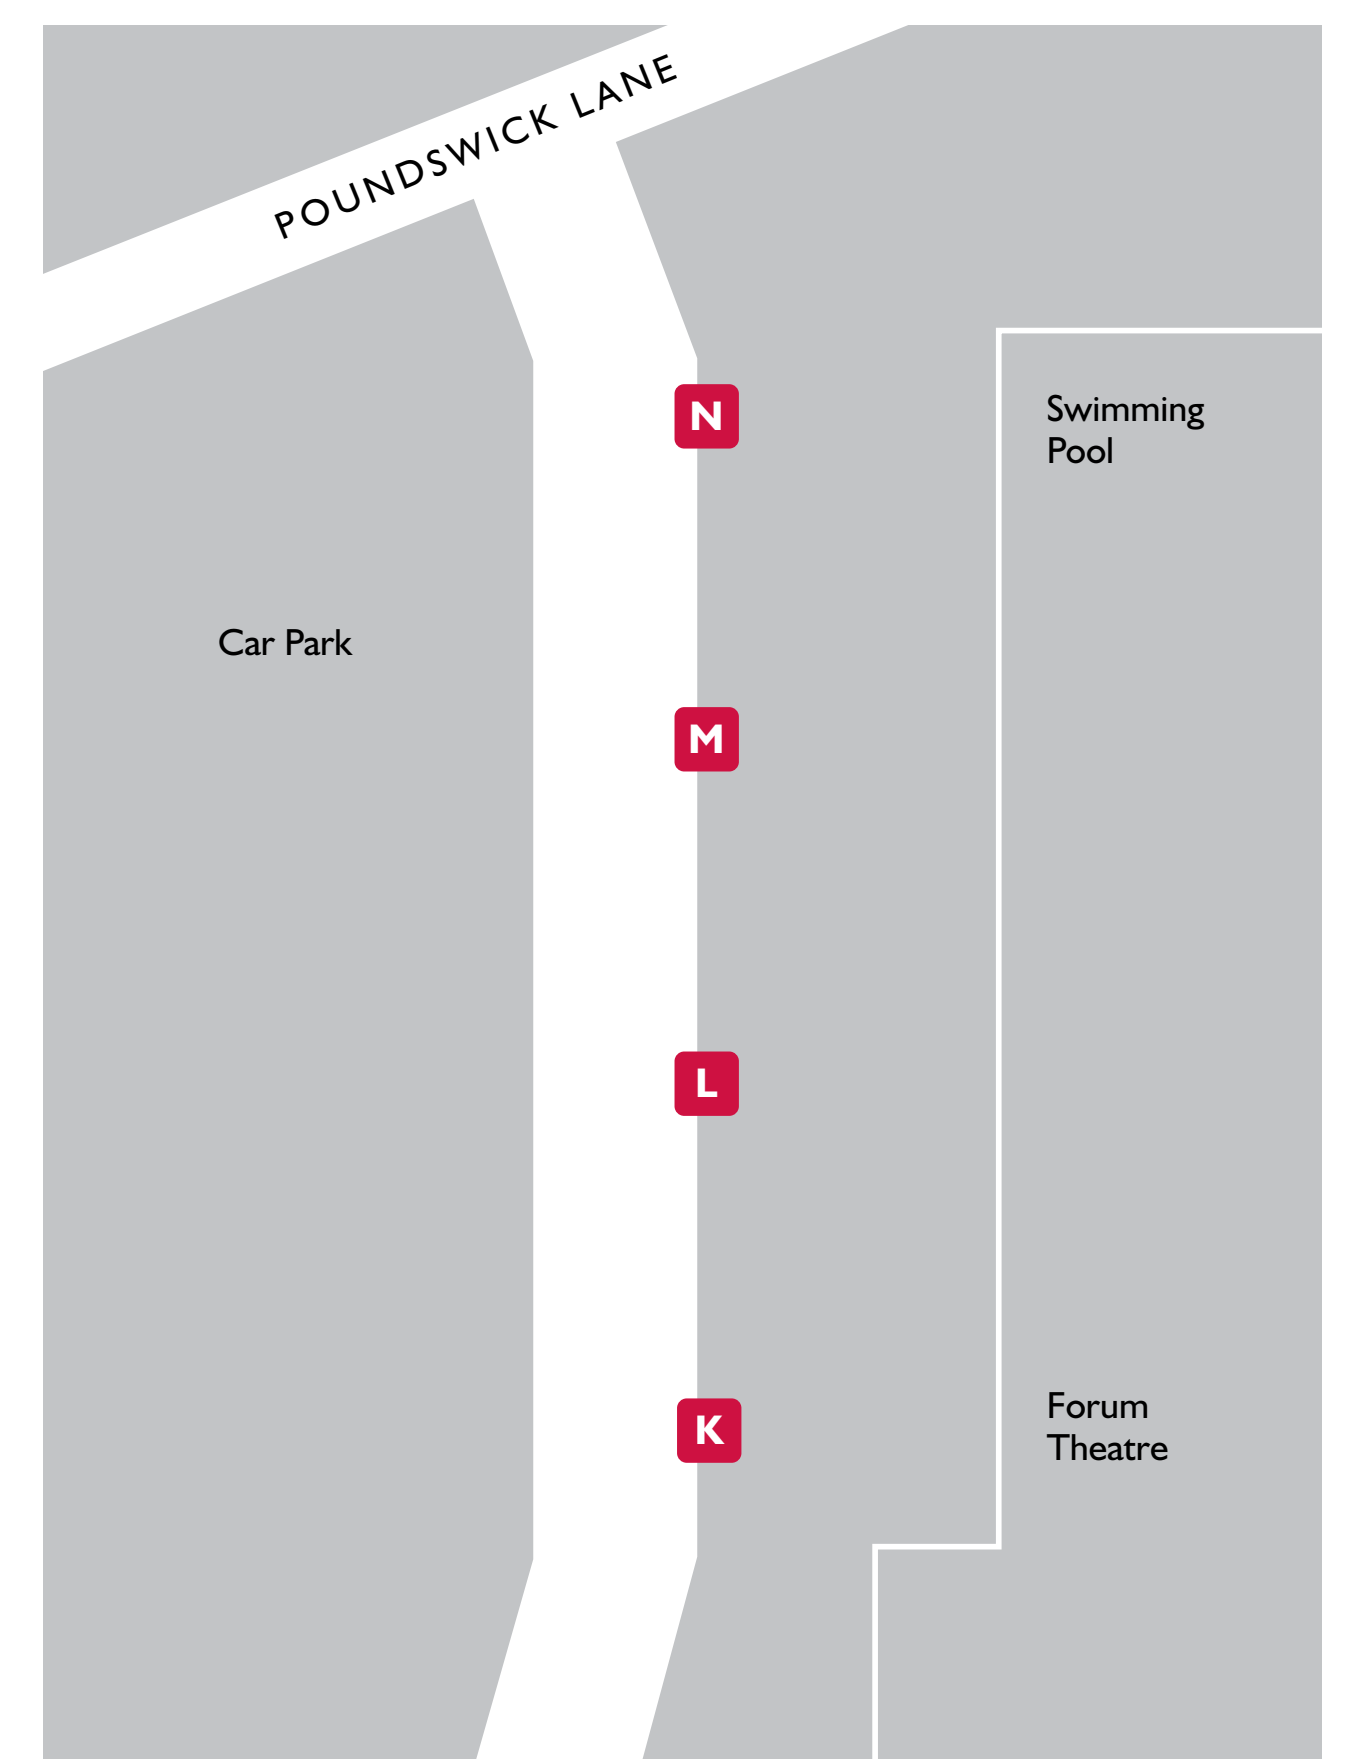 POUNDSWICK LANE
N
Swimming
Pool
Car Park
M
L
K
Forum
Theatre